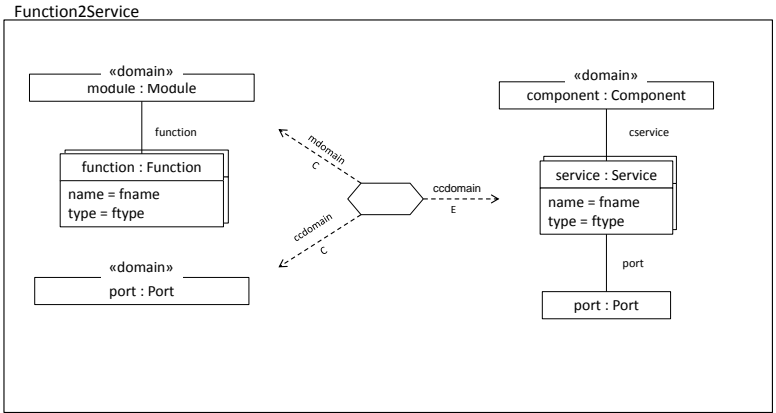 Function2Service
«domain»
module : Module
function
function : Function
name = fname
type = ftype
«domain»
port : Port
mdomain
C
ccdomain
C
ccdomain
E
«domain»
component : Component
cservice
service : Service
name = fname
type = ftype
port
port : Port